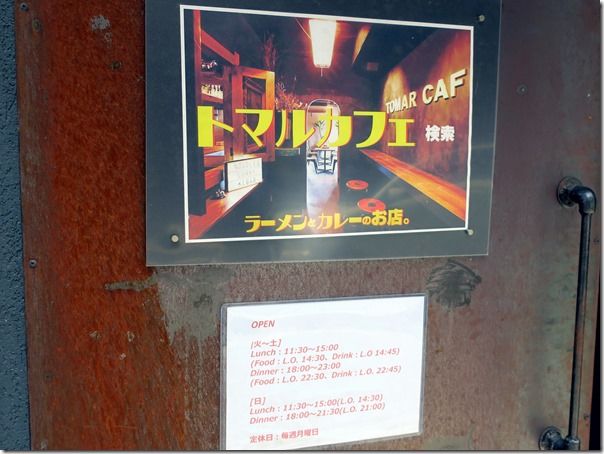 TOMAR CAF
トマルカフェ 検索
ラーメンとカレーのお店。
OPEN
[火～土]
Lunch : 11:30～15:00
(Food : L.O. 14:30、Drink : L.O 14:45)
Dinner : 18:00～23:00
(Food : L.O. 22:30、Drink : L.O. 22:45)
[日]
Lunch : 11:30～15:00(L.O. 14:30)
Dinner : 18:00～21:30(L.O. 21:00)
定休日：毎週月曜日